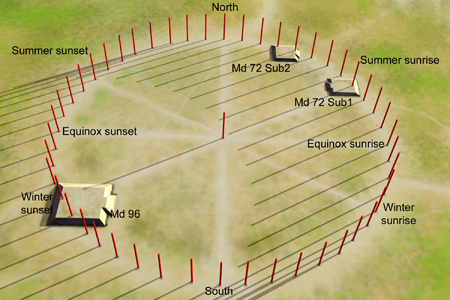 North
Summer sunset
Summer sunrise
Md 72 Sub2
Md 72 Sub1
Equinox sunset
Equinox sunrise
Winter
sunset
Md 96
Winter
sunrise
South